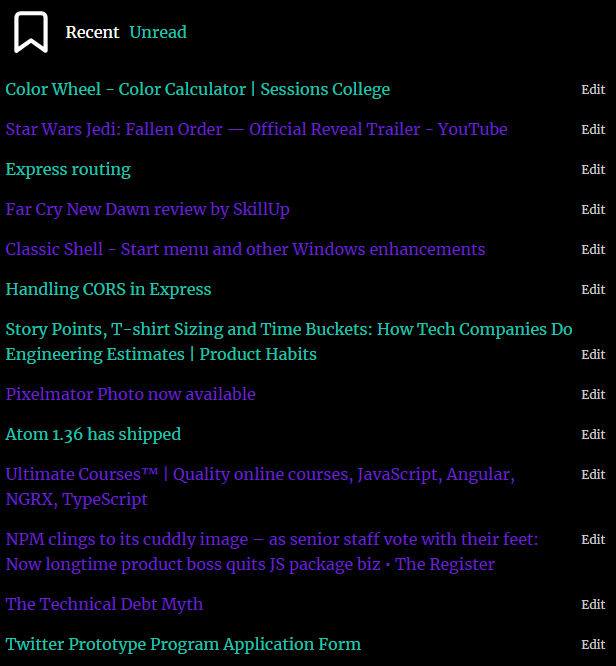 Recent Unread
Color Wheel - Color Calculator | Sessions College Edit
Star Wars Jedi: Fallen Order — Official Reveal Trailer - YouTube Edit
Express routing Edit
Far Cry New Dawn review by SkillUp Edit
Classic Shell - Start menu and other Windows enhancements Edit
Handling CORS in Express Edit
Story Points, T-shirt Sizing and Time Buckets: How Tech Companies Do
Engineering Estimates | Product Habits Edit
Pixelmator Photo now available Edit
Atom 1.36 has shipped Edit
Ultimate Courses™ | Quality online courses, JavaScript, Angular, Edit
NGRX, TypeScript
NPM clings to its cuddly image – as senior staff vote with their feet: Edit
Now longtime product boss quits JS package biz • The Register
The Technical Debt Myth Edit
Twitter Prototype Program Application Form Edit